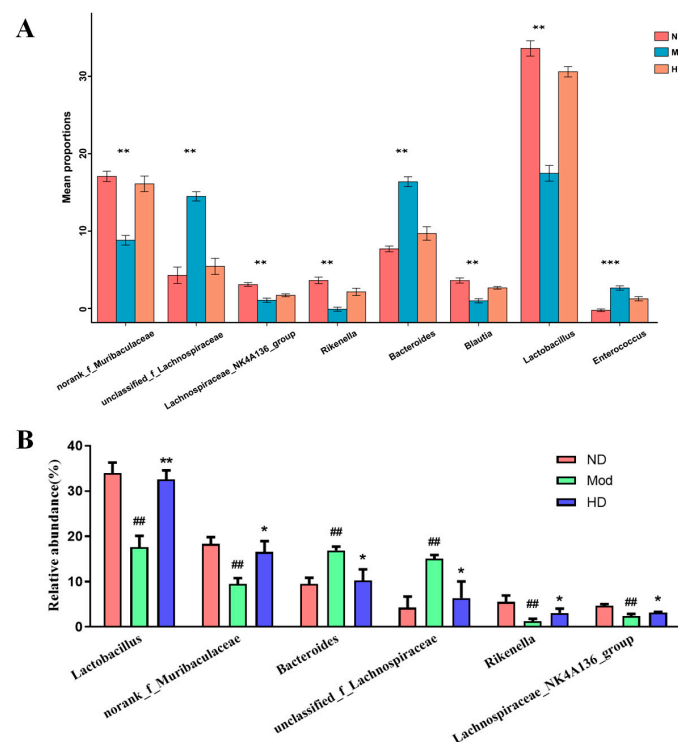 A
Mean proportions
30
20
10
0
**
**
**
**
**
**
**
***
N
M
H
norank_f_Muribaculaceae
unclassified_f_Lachnospiraceae
Lachnospiraceae_NK4A136_group
Rikenella
Bacteroides
Blautia
Lactobacillus
Enterococcus
B
Relative abundance(%)
40
30
20
10
0
##
**
##
*
##
*
##
*
##
*
##
*
ND
Mod
HD
Lactobacillus
norank_f_Muribaculaceae
Bacteroides
unclassified_f_Lachnospiraceae
Rikenella
Lachnospiraceae_NK4A136_group